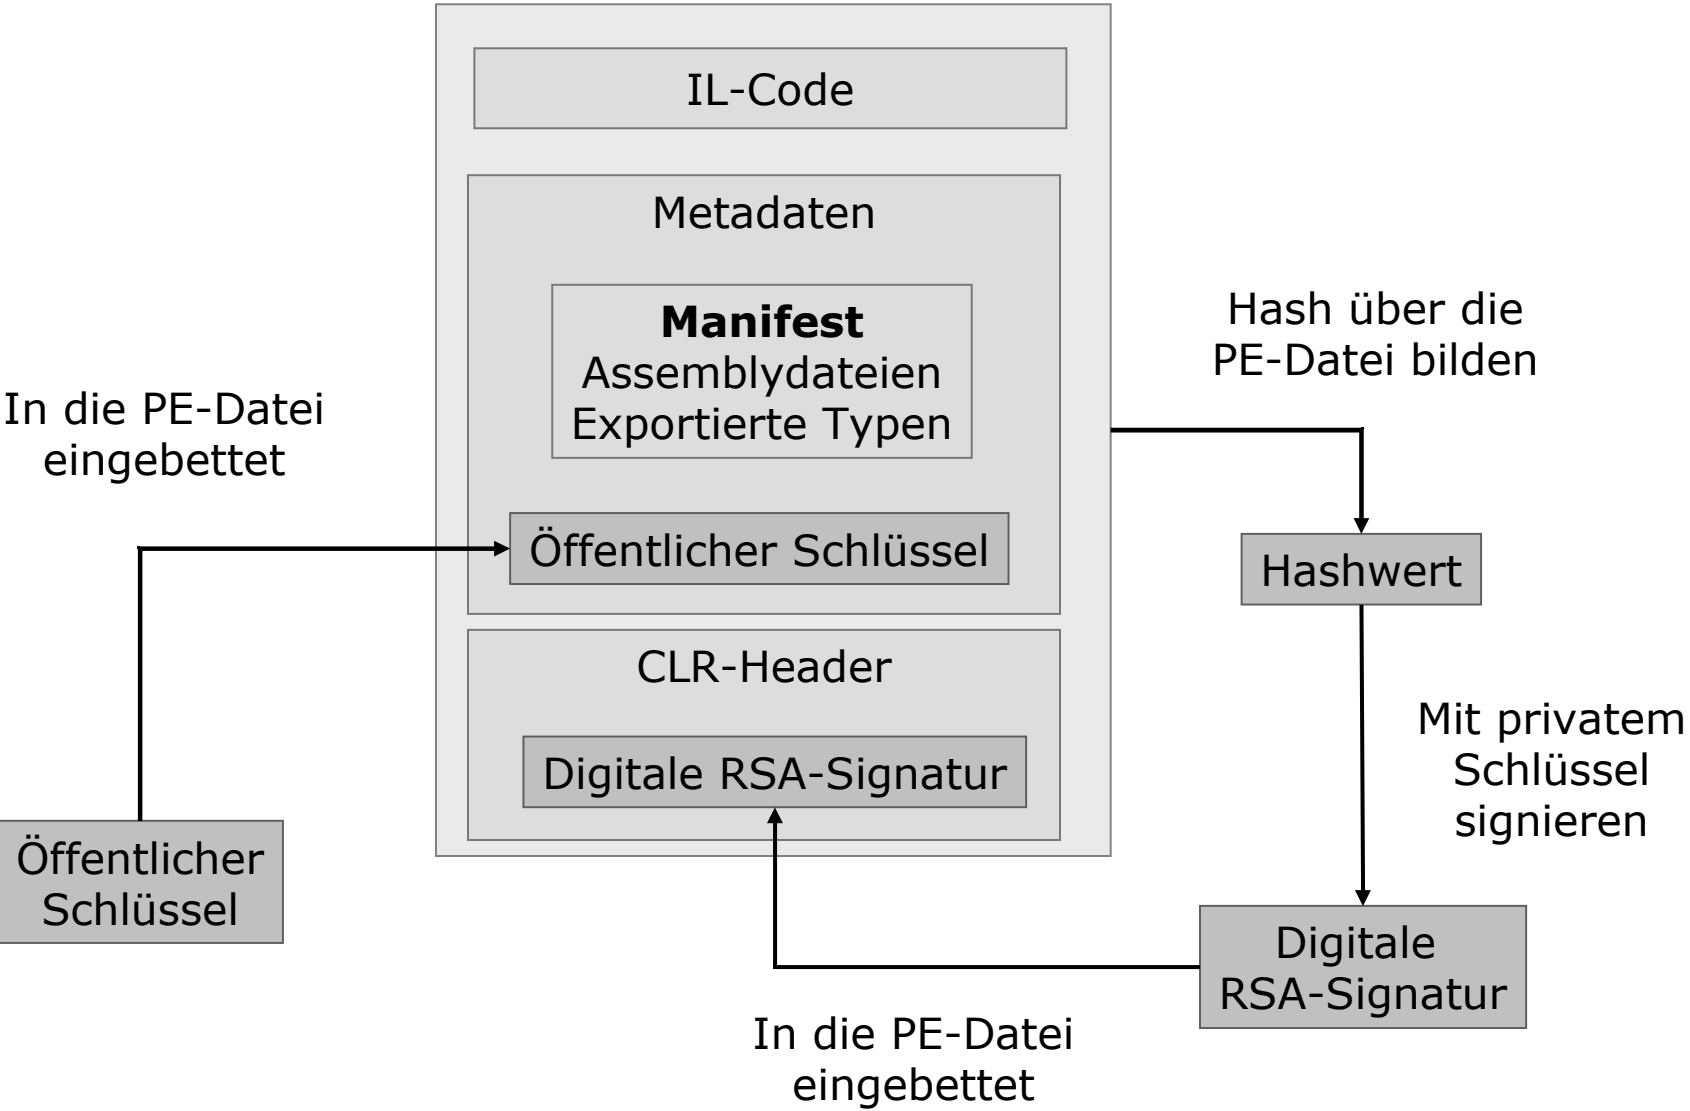 IL-Code
Metadaten
Manifest
Assemblydateien
Exportierte Typen
Öffentlicher Schlüssel
CLR-Header
Digitale RSA-Signatur
In die PE-Datei
eingebettet
Öffentlicher
Schlüssel
Hash über die
PE-Datei bilden
Hashwert
Mit privatem
Schlüssel
signieren
Digitale
RSA-Signatur
In die PE-Datei
eingebettet